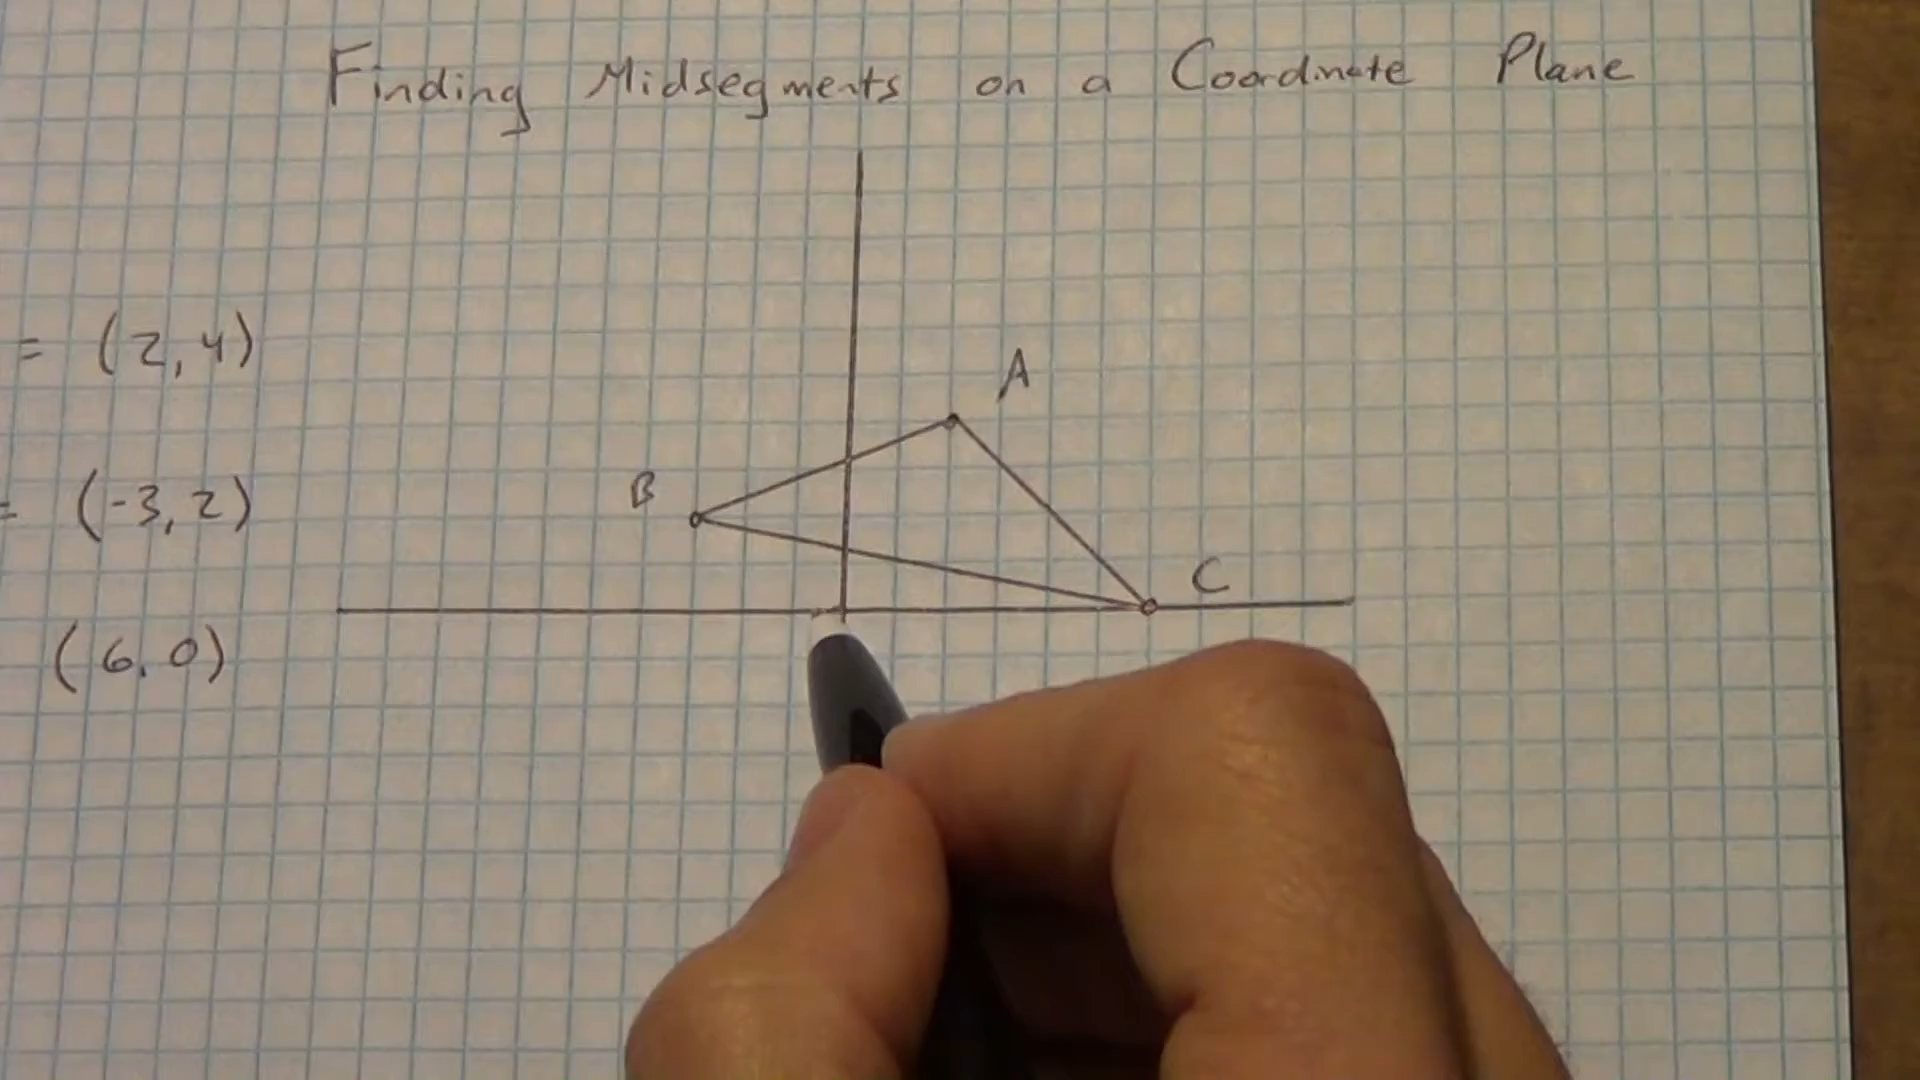 Finding Midsegments on a Coordinate Plane
= (2,4)
A
B
= (-3,2)
C
(6,0)